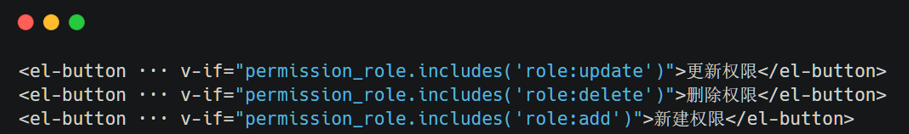 <el-button ··· v-if="permission_role.includes('role:update')">更新权限</el-button>
<el-button ··· v-if="permission_role.includes('role:delete')">删除权限</el-button>
<el-button ··· v-if="permission_role.includes('role:add')">新建权限</el-button>